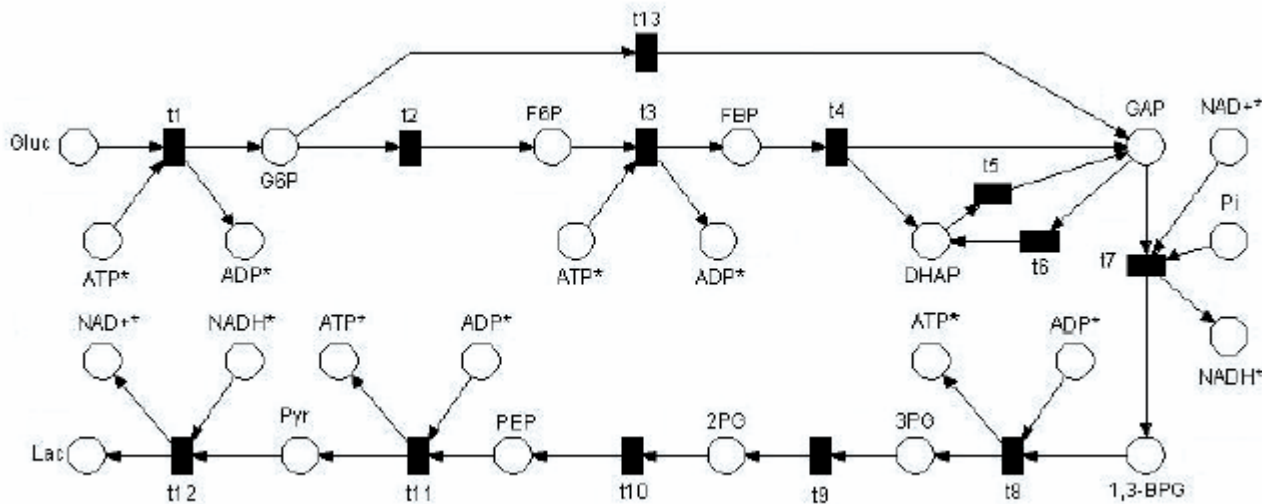 t13
t1
t2
F6P
t3
FBP
t4
GAP
NAD+*
Gluc
G6P
t5
Pi
ATP*
ADP*
ATP*
ADP*
DHAP
t6
t7
NAD+*
NADH*
ATP*
ADP*
ATP*
ADP*
NADH*
Pyr
PEP
2PG
3PG
Lac
t12
t11
t10
t9
t8
1,3-BPG